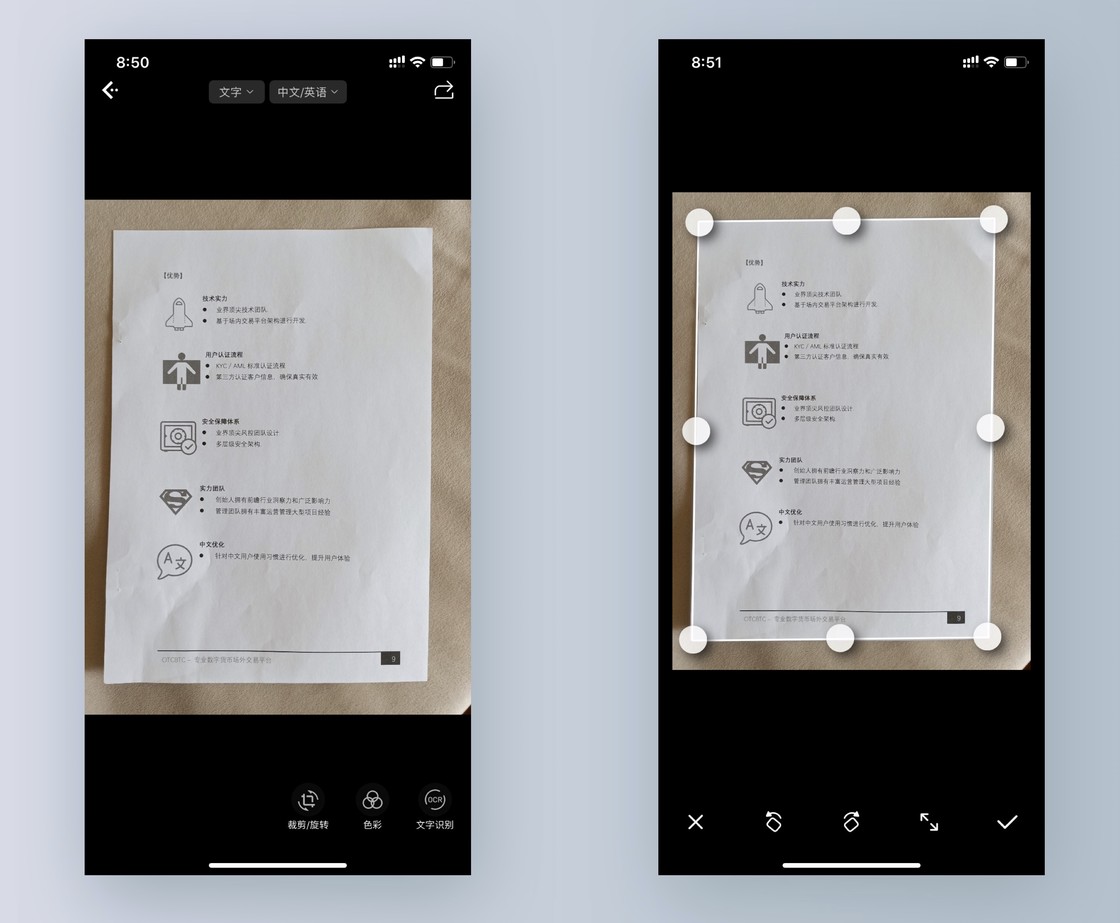 8:50
文字
中文/英语
【优势】
技术实力
业界顶尖技术团队
基于场内交易平台架构进行开发
用户认证流程
KYC / AML 标准认证流程
第三方认证客户信息，确保真实有效
安全保障体系
业界顶尖风控团队设计
多层级安全架构
实力团队
创始人拥有前瞻行业洞察力和广泛影响力
管理团队拥有丰富运营管理大型项目经验
A文
中文优化
针对中文用户使用习惯进行优化，提升用户体验
OTCBTC - 专业数字货币场外交易平台
9
裁剪/旋转
色彩
OCR
文字识别
8:51
【优势】
技术实力
业界顶尖技术团队
基于场内交易平台架构进行开发
用户认证流程
KYC / AML 标准认证流程
第三方认证客户信息，确保真实有效
安全保障体系
业界顶尖风控团队设计
多层级安全架构
实力团队
创始人拥有前瞻行业洞察力和广泛影响力
管理团队拥有丰富运营管理大型项目经验
A文
中文优化
针对中文用户使用习惯进行优化，提升用户体验
OTCBTC - 专业数字货币场外交易平台
9